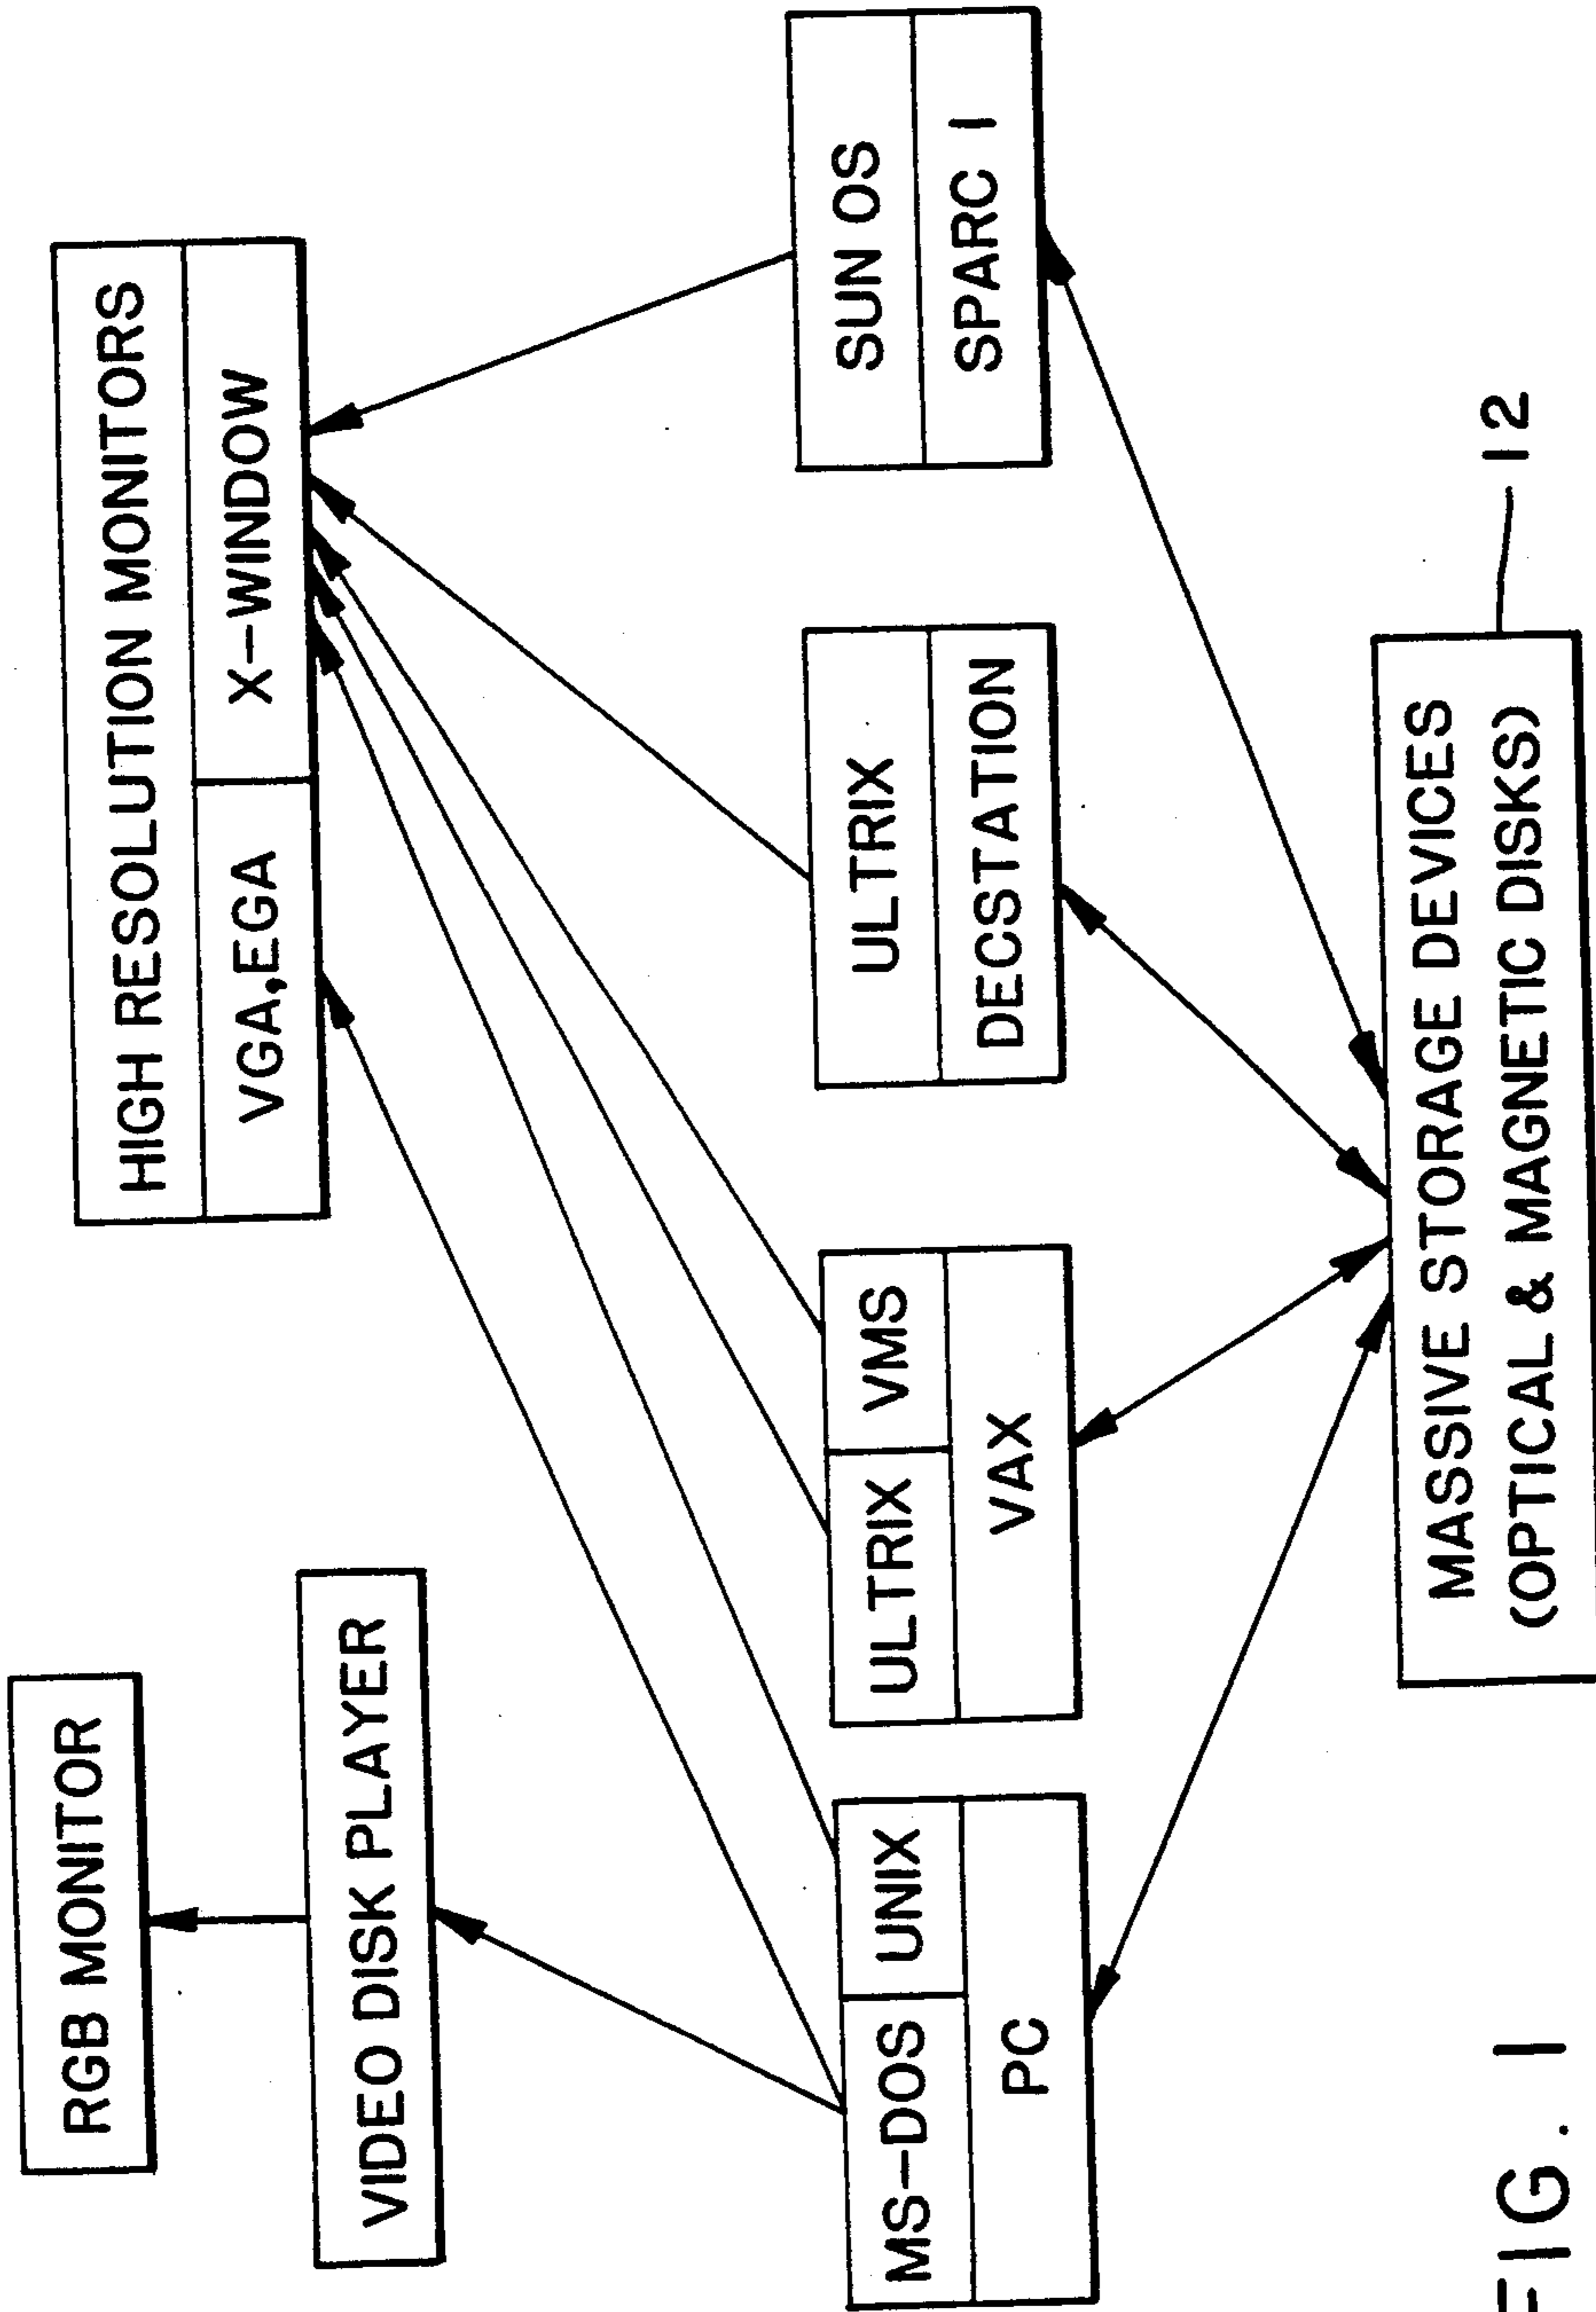 RGB MONITOR
VIDEO DISK PLAYER
HIGH RESOLUTION MONITORS
VGA,EGA
X-WINDOW
MS-DOS
UNIX
PC
ULTRIX
VMS
VAX
ULTRIX
DECSTATION
SUN OS
SPARC I
MASSIVE STORAGE DEVICES
(OPTICAL & MAGNETIC DISKS)
12
FIG. I